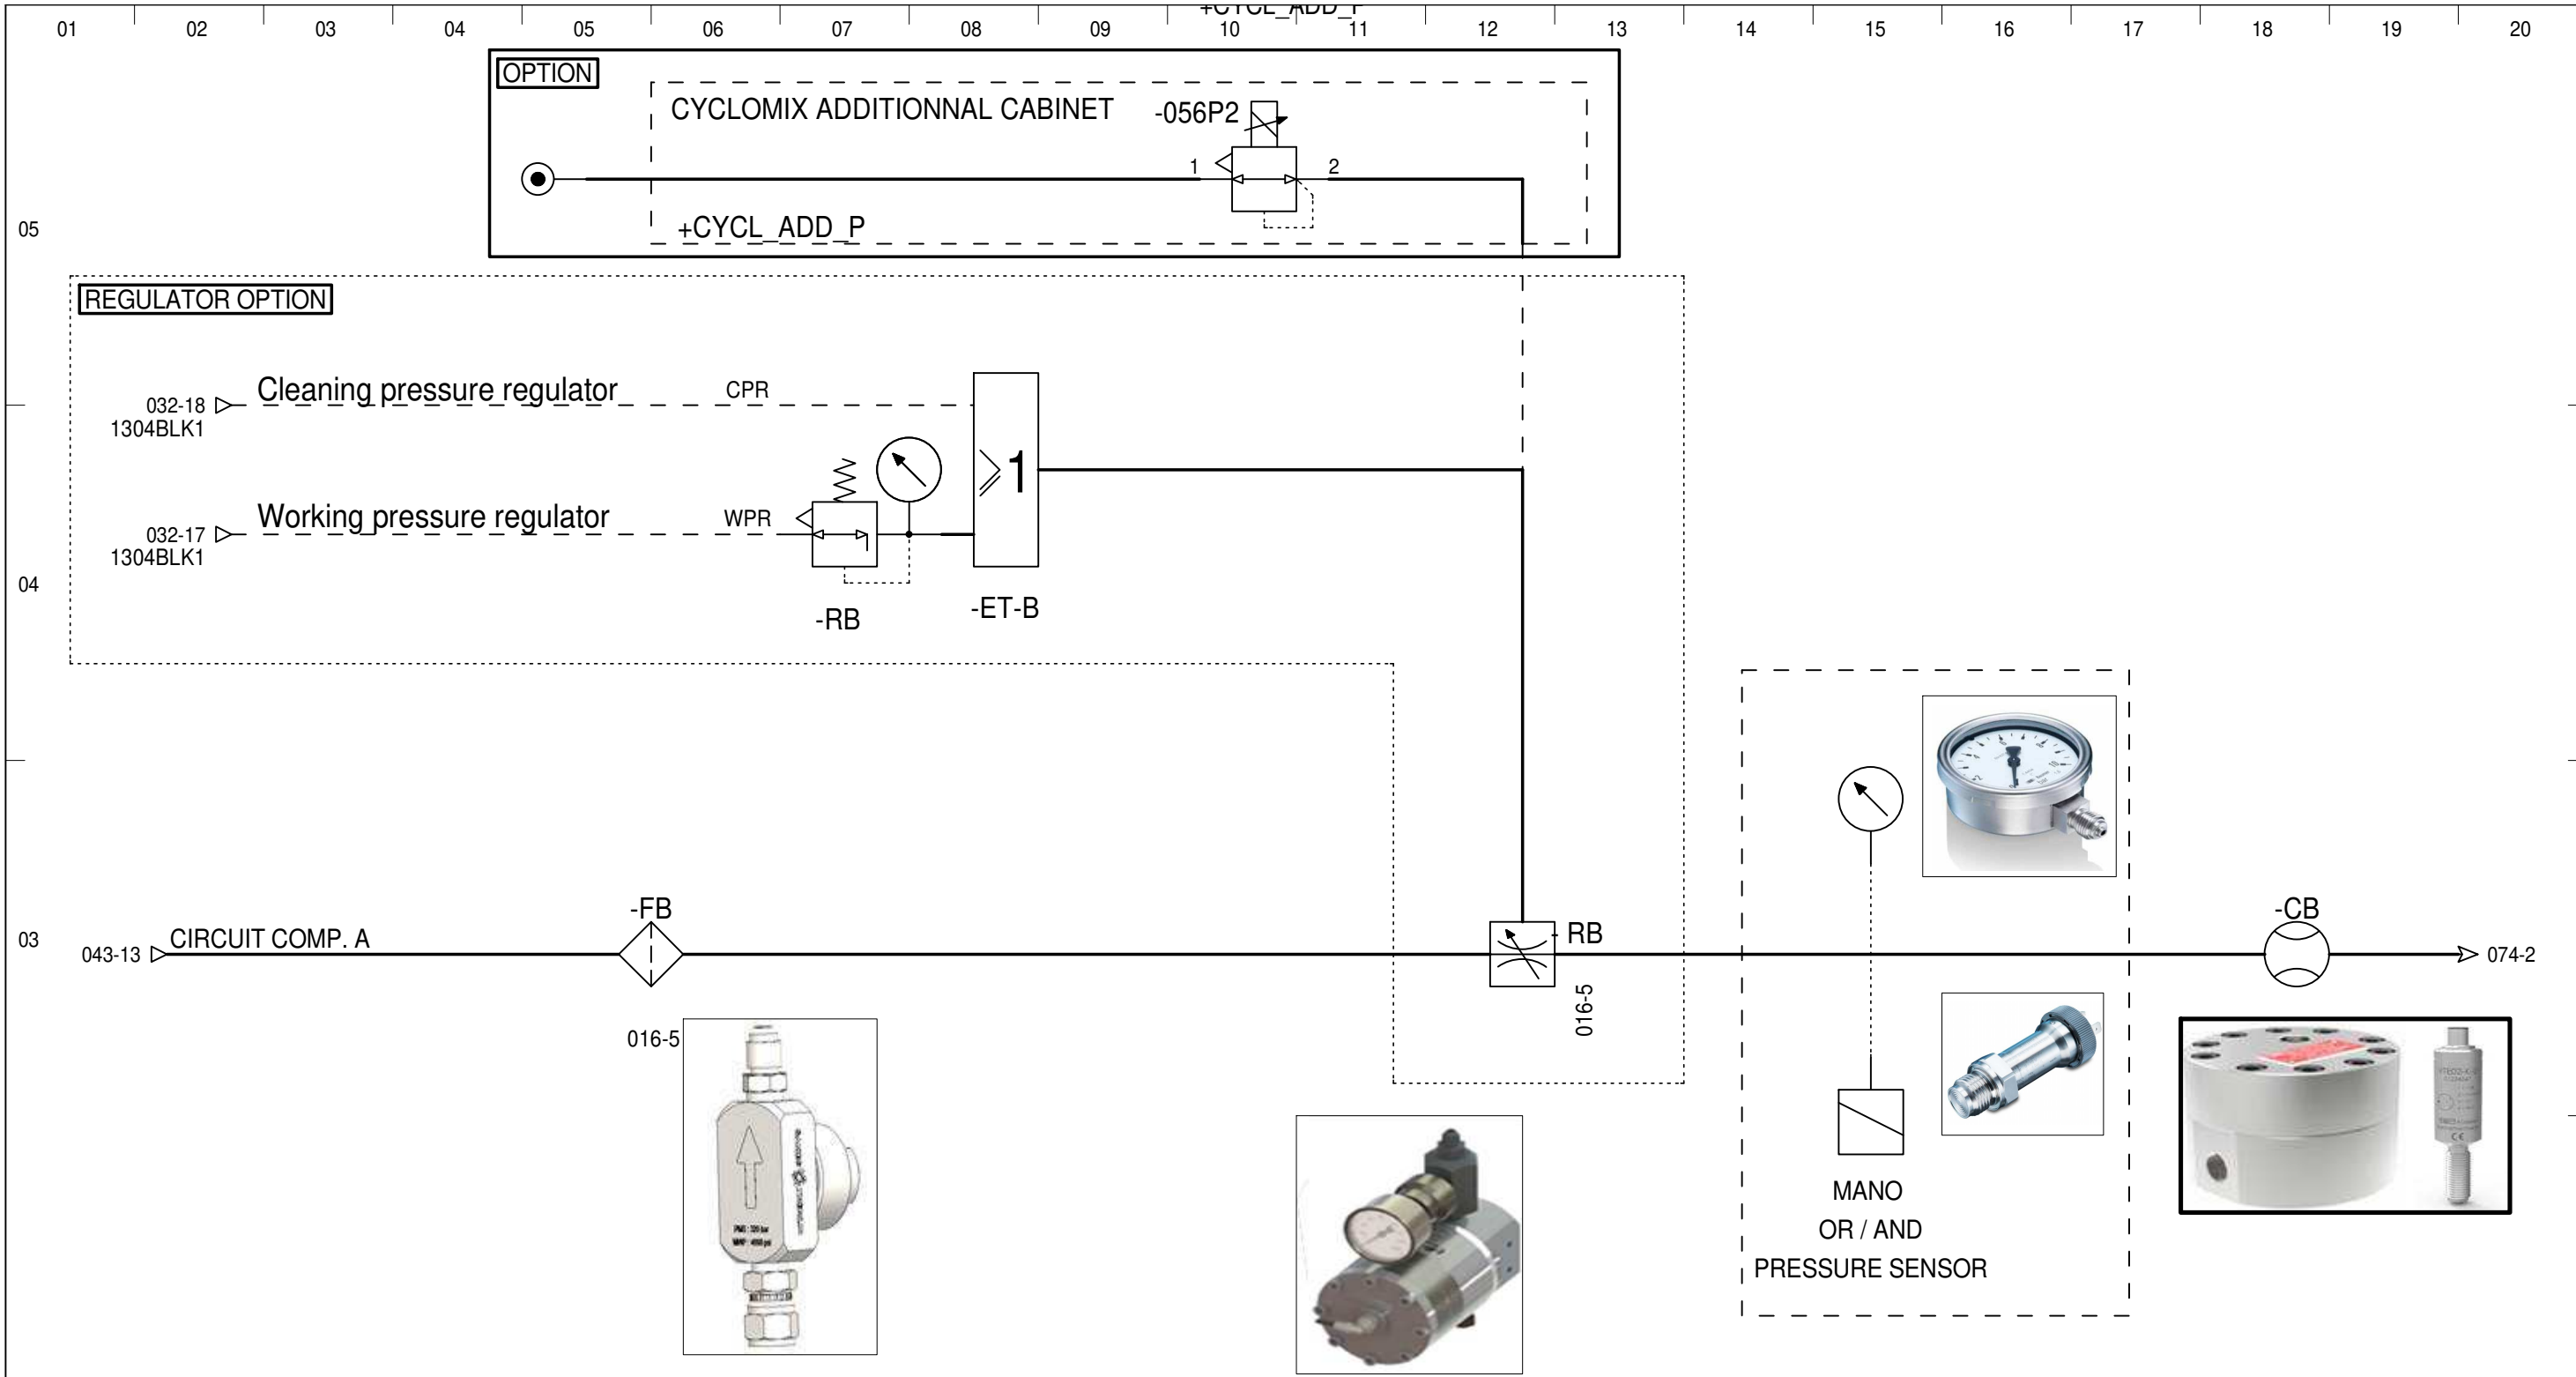 +CYCL_ADD_P
01 02 03 04 05 06 07 08 09 10 11 12 13 14 15 16 17 18 19 20
OPTION
CYCLOMIX ADDITIONNAL CABINET
-056P2
1
2
+CYCL_ADD_P
05
REGULATOR OPTION
032-18
1304BLK1
Cleaning pressure regulator
CPR
032-17
1304BLK1
Working pressure regulator
WPR
≥1
04
-RB
-ET-B
03
043-13
CIRCUIT COMP. A
-FB
- RB
-CB
074-2
016-5
016-5
MANO
OR / AND
PRESSURE SENSOR